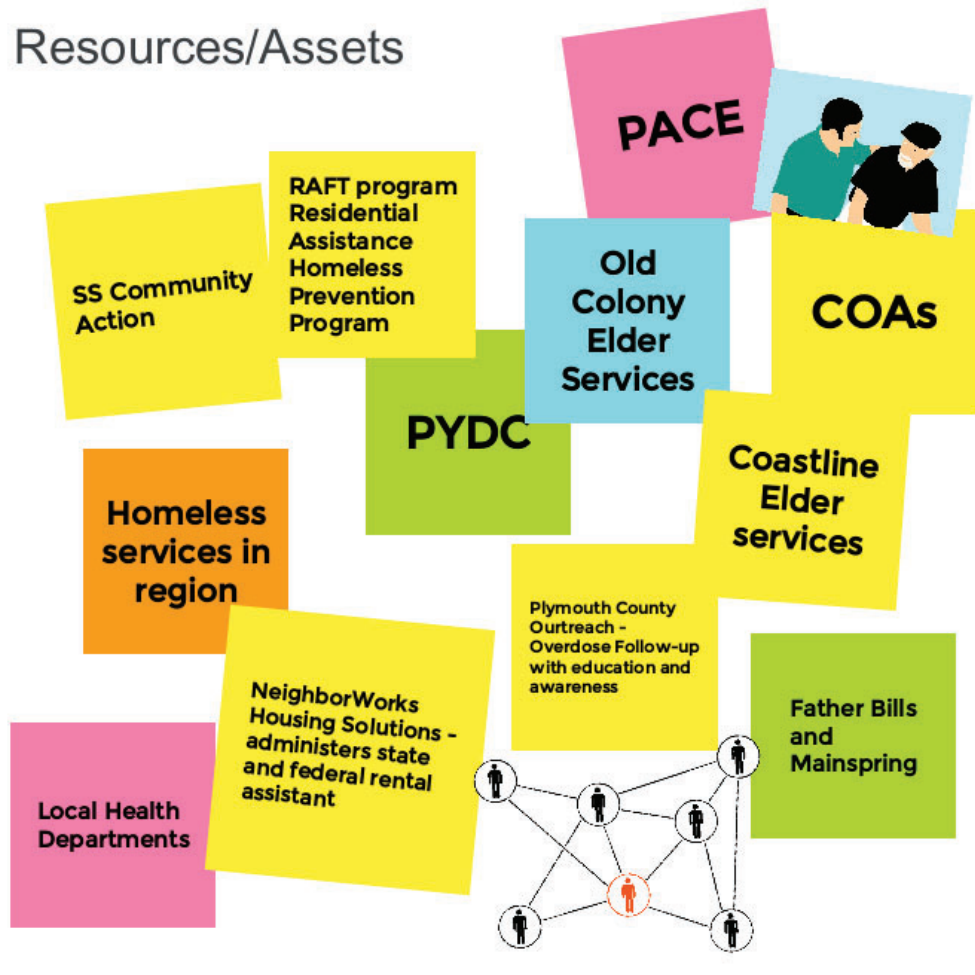 Resources/Assets
PACE
RAFT program
Residential
Assistance
Homeless
Prevention
Program
SS Community
Action
Old
Colony
Elder
Services
COAs
PYDC
Coastline
Elder
services
Homeless
services in
region
Plymouth County
Ourtreach -
Overdose Follow-up
with education and
awareness
NeighborWorks
Housing Solutions -
administers state
and federal rental
assistant
Father Bills
and
Mainspring
Local Health
Departments